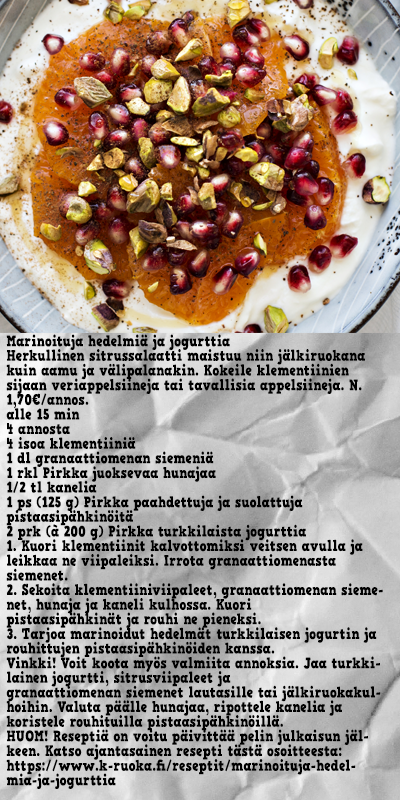 Marinoituja hedelmiä ja jogurttia
Herkullinen sitrussalaatti maistuu niin jälkiruokana
kuin aamu ja välipalanakin. Kokeile klementiinien
sijaan veriappelsiineja tai tavallisia appelsiineja. N.
1,70€/annos.
alle 15 min
4 annosta
4 isoa klementiiniä
1 dl granaattiomenan siemeniä
1 rkl Pirkka juoksevaa hunajaa
1/2 tl kanelia
1 ps (125 g) Pirkka paahdettuja ja suolattuja
pistaasipähkinöitä
2 prk (à 200 g) Pirkka turkkilaista jogurttia
1. Kuori klementiinit kalvottomiksi veitsen avulla ja
leikkaa ne viipaleiksi. Irrota granaattiomenasta
siemenet.
2. Sekoita klementiiniviipaleet, granaattiomenan sieme-
net, hunaja ja kaneli kulhossa. Kuori
pistaasipähkinät ja rouhi ne pieneksi.
3. Tarjoa marinoidut hedelmät turkkilaisen jogurtin ja
rouhittujen pistaasipähkinöiden kanssa.
Vinkki! Voit koota myös valmiita annoksia. Jaa turkki-
lainen jogurtti, sitrusviipaleet ja
granaattiomenan siemenet lautasille tai jälkiruokakul-
hoihin. Valuta päälle hunajaa, ripottele kanelia ja
koristele rouhituilla pistaasipähkinöillä.
HUOM! Reseptiä on voitu päivittää pelin julkaisun jäl-
keen. Katso ajantasainen resepti tästä osoitteesta:
https://www.k-ruoka.fi/reseptit/marinoituja-hedel-
mia-ja-jogurttia